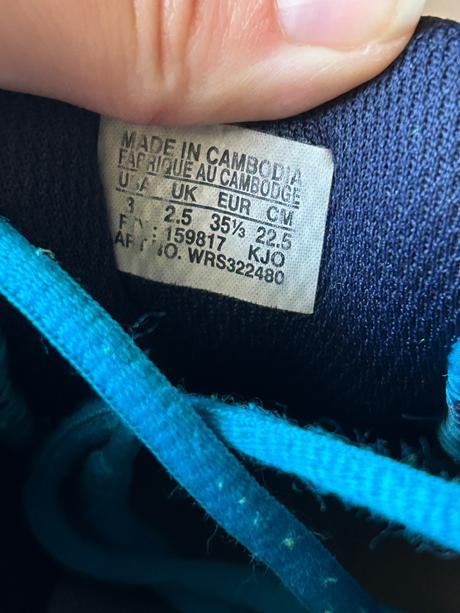 MADE IN CAMBODIA
FABRIQUE AU CAMBODGE
USA UK EUR CM
3 2.5 35⅓ 22.5
: 159817 KJO
ART NO. WRS322480